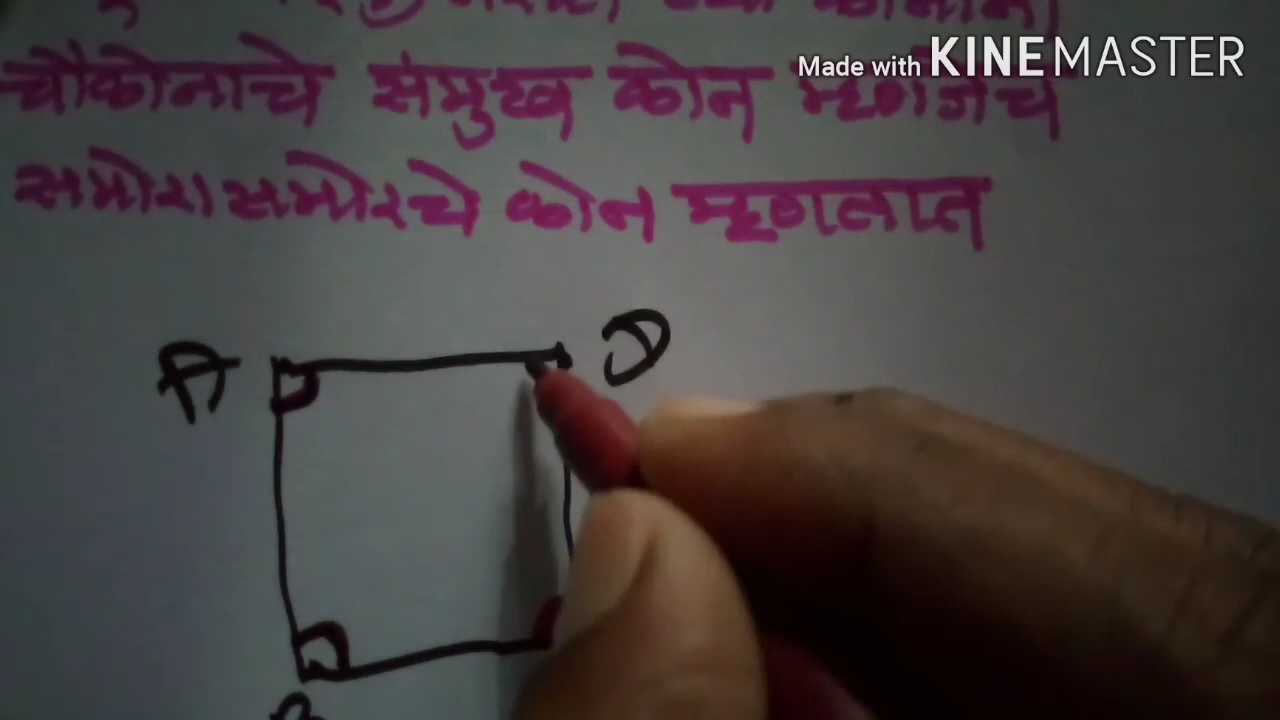 Made with KINEMASTER
चौकोनाचे संमुख कोन म्हणजेच
समोरासमोरचे कोन म्हणतात
A
D